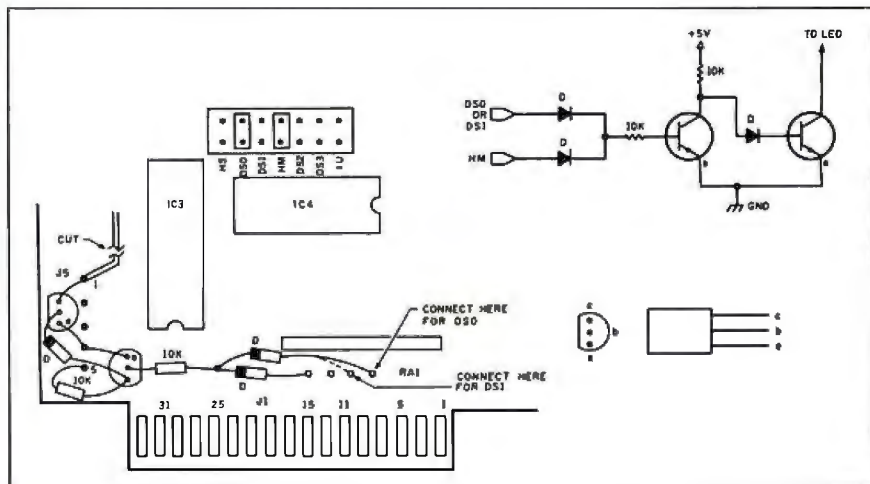 HS
DS0
DS1
HM
DS2
DS3
IU
IC3
IC4
CUT
J5
1
D
5
10K
10K
D
D
CONNECT HERE
FOR DS0
RA1
CONNECT HERE
FOR DS1
31
25
J1
15
11
5
1
+5V
TO LED
10K
DS0
OR
DS1
D
10K
D
HM
D
GND
b
c
b
e